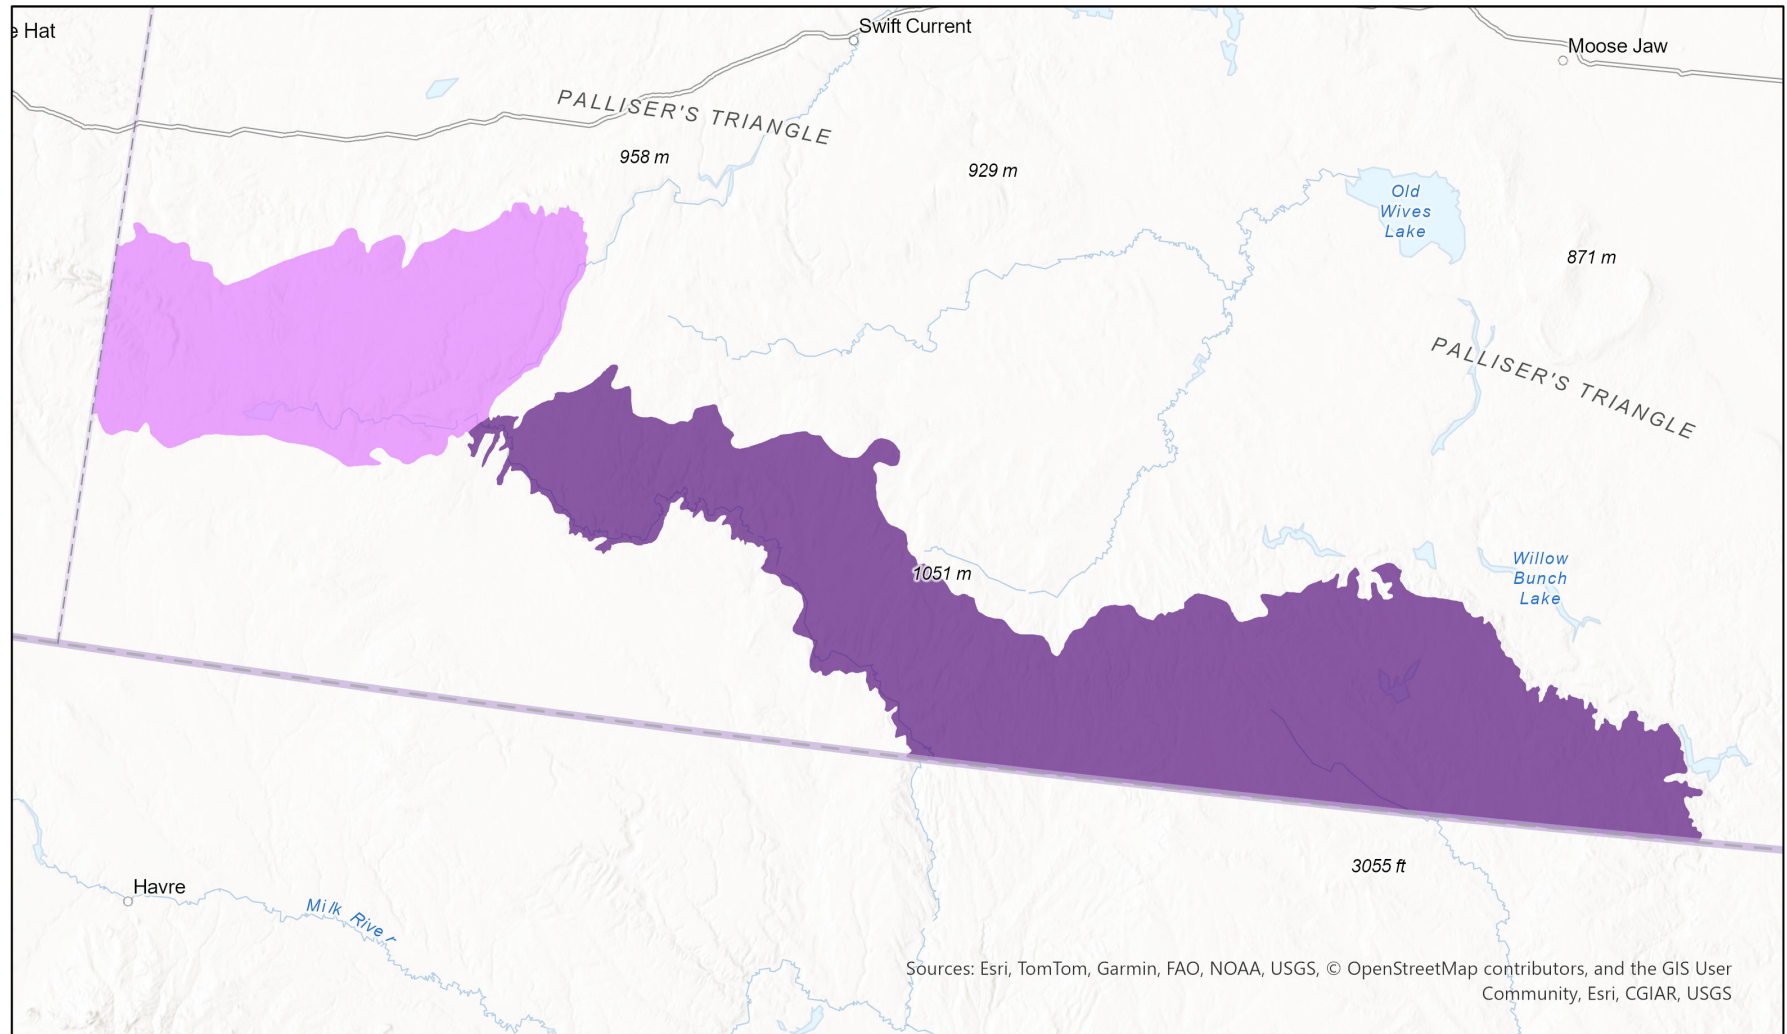 e Hat
Swift Current
Moose Jaw
PALLISER'S TRIANGLE
958 m
929 m
Old
Wives
Lake
871 m
PALLISER'S TRIANGLE
1051 m
Willow
Bunch
Lake
3055 ft
Havre
Milk River
Sources: Esri, TomTom, Garmin, FAO, NOAA, USGS, © OpenStreetMap contributors, and the GIS User
Community, Esri, CGIAR, USGS